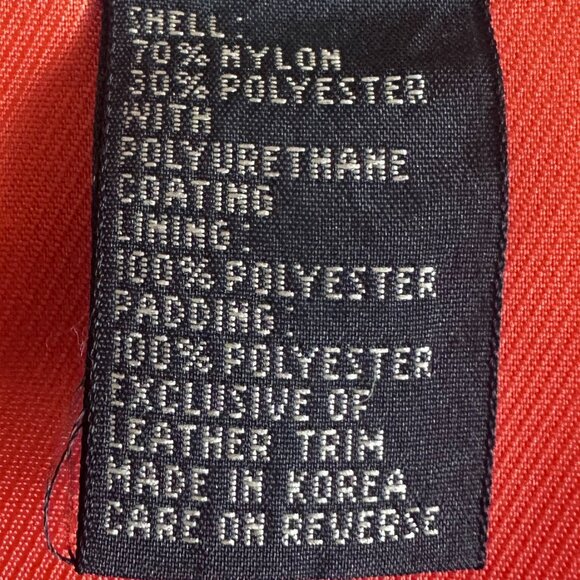 SHELL:
70% NYLON
30% POLYESTER
WITH
POLYURETHANE
COATING
LINING:
100% POLYESTER
PADDING:
100% POLYESTER
EXCLUSIVE OF
LEATHER TRIM
MADE IN KOREA
CARE ON REVERSE